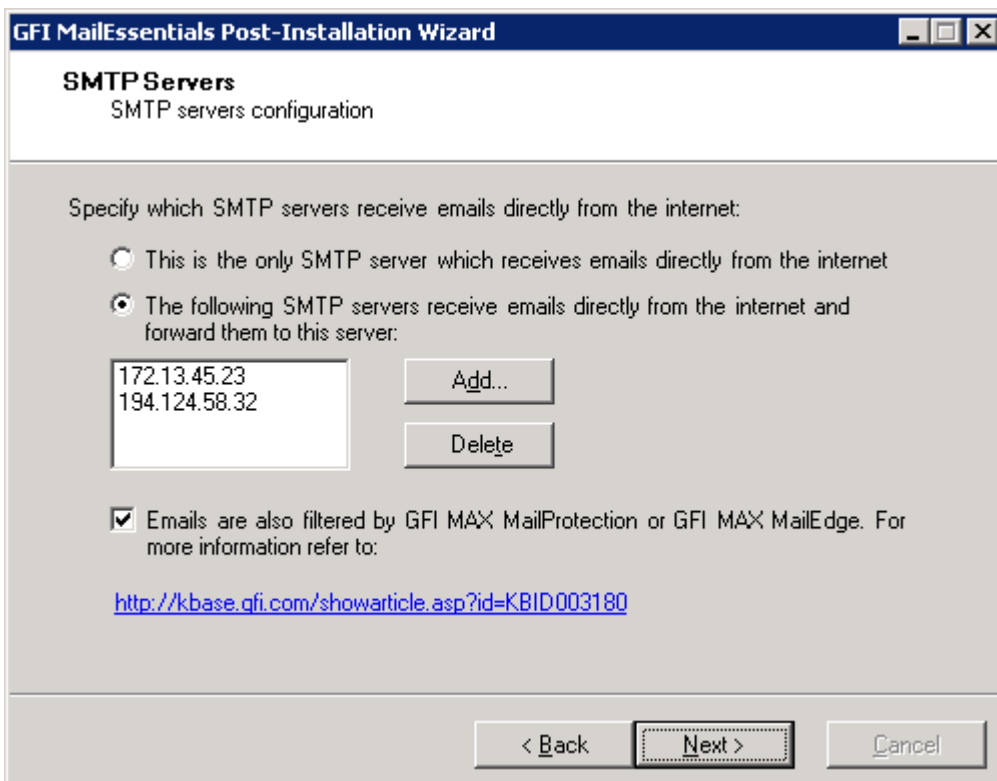 GFI MailEssentials Post-Installation Wizard
SMTP Servers
SMTP servers configuration
Specify which SMTP servers receive emails directly from the internet:
This is the only SMTP server which receives emails directly from the internet
The following SMTP servers receive emails directly from the internet and
forward them to this server:
172.13.45.23
194.124.58.32
Add...
Delete
Emails are also filtered by GFI MAX MailProtection or GFI MAX MailEdge. For
more information refer to:
http://kbase.gfi.com/showarticle.asp?id=KBID003180
< Back
Next >
Cancel